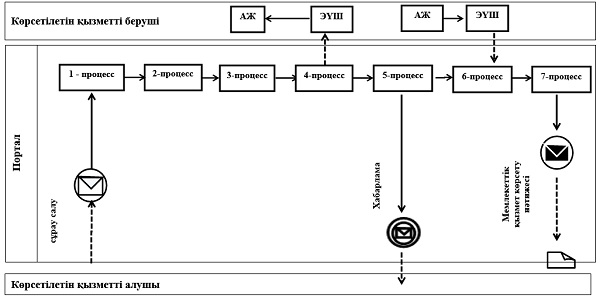 Көрсетілетін қызметті беруші
АЖ
ЭҮШ
АЖ
ЭҮШ
Портал
1 - процесс
2-процесс
3-процесс
4-процесс
5-процесс
6-процесс
7-процесс
сұрау салу
Хабарлама
Мемлекеттік
қызмет көрсету
нәтижесі
Көрсетілетін қызметті алушы